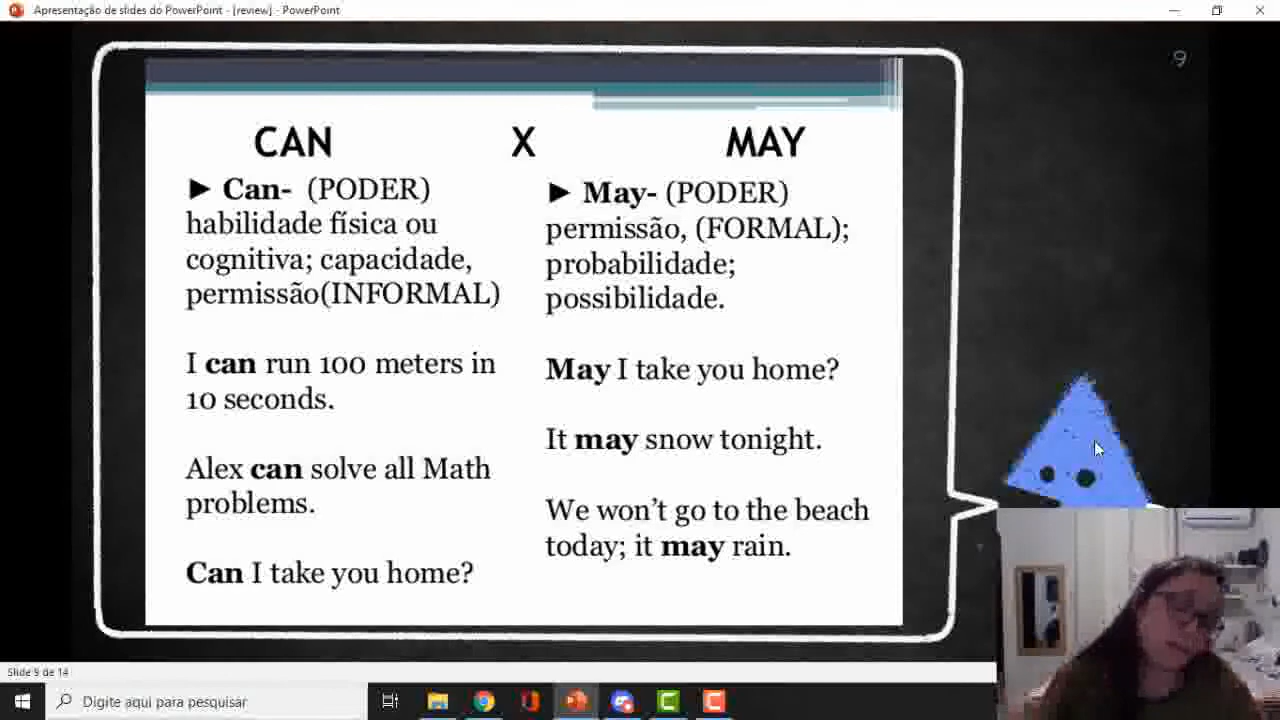 Apresentação de slides do PowerPoint - [review] - PowerPoint
9
CAN X MAY
► Can- (PODER)
habilidade física ou
cognitiva; capacidade,
permissão(INFORMAL)
I can run 100 meters in
10 seconds.
Alex can solve all Math
problems.
Can I take you home?
► May- (PODER)
permissão, (FORMAL);
probabilidade;
possibilidade.
May I take you home?
It may snow tonight.
We won't go to the beach
today; it may rain.
Slide 9 de 14
Digite aqui para pesquisar